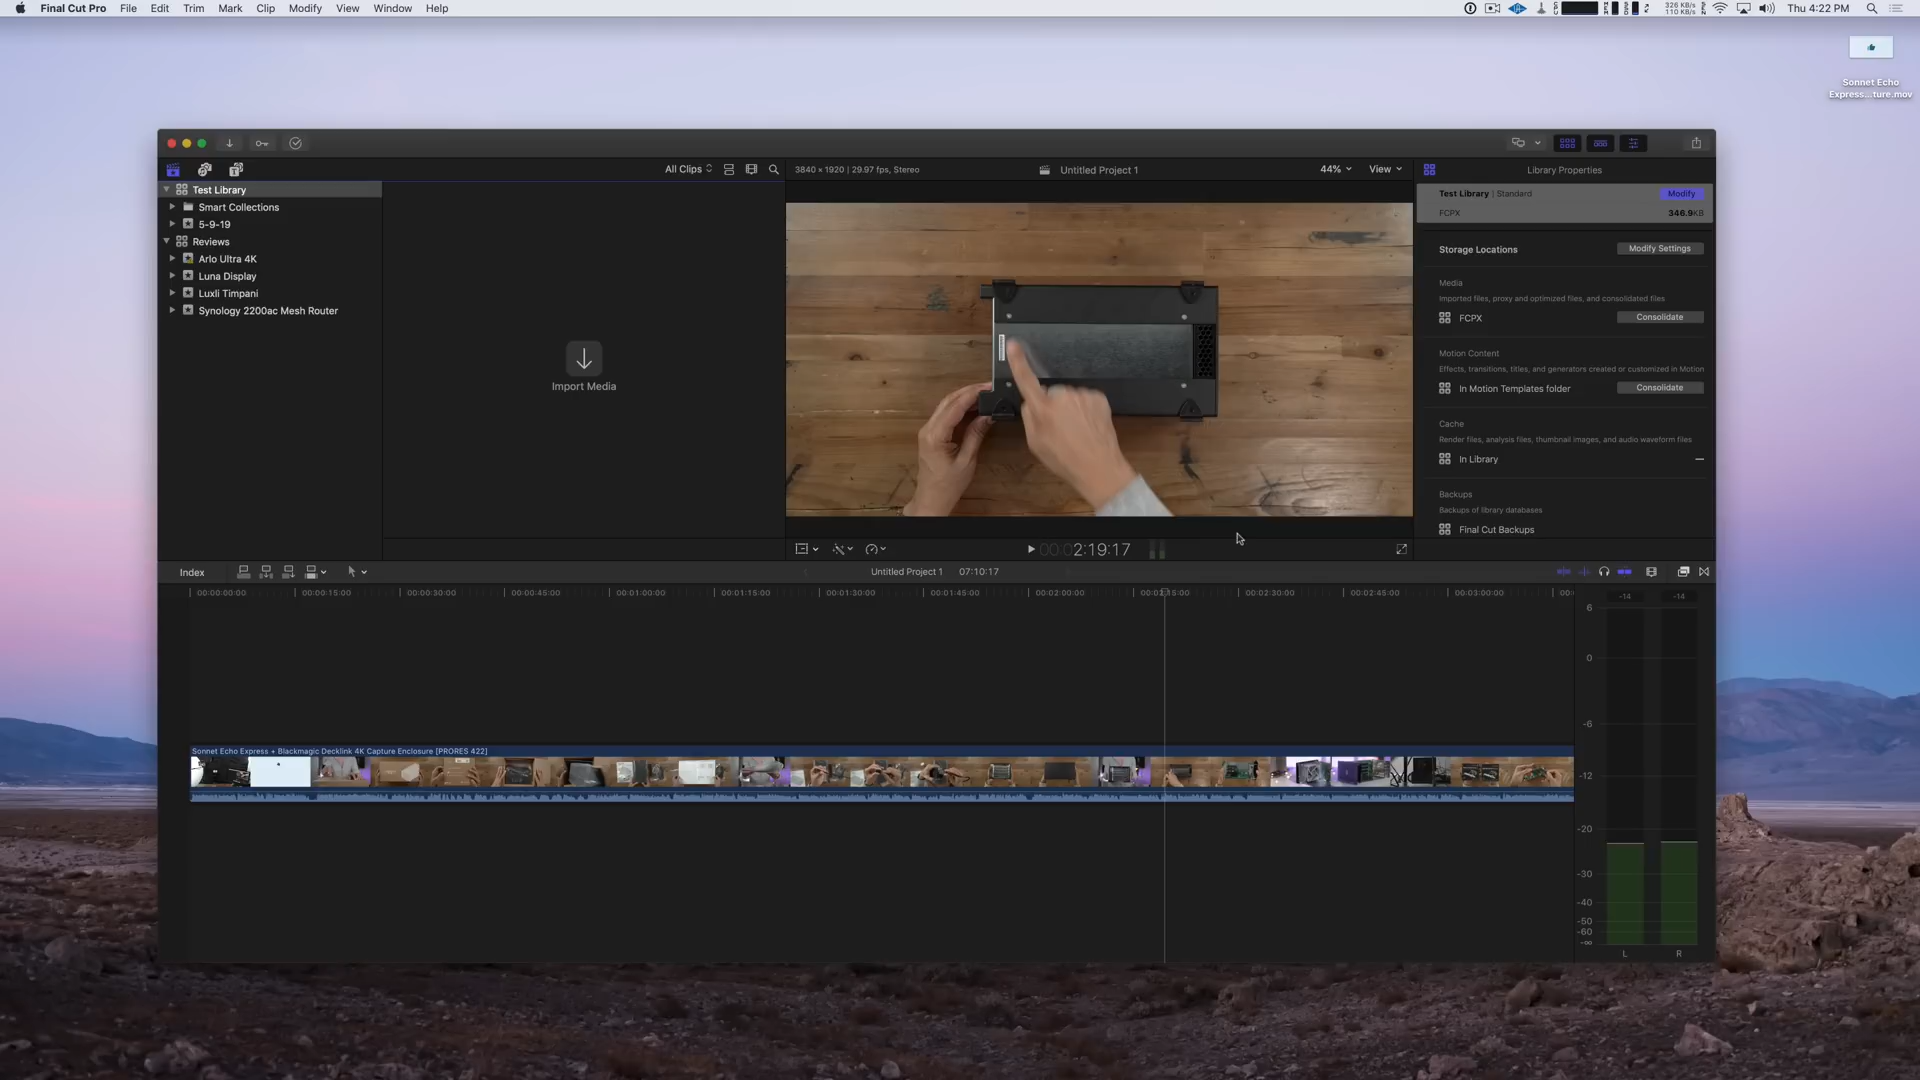 Final Cut Pro File Edit Trim Mark Clip Modify View Window Help
326 KB/s
110 KB/s
Thu 4:22 PM
Sonnet Echo
Express...ture.mov
All Clips
3840 × 1920 | 29.97 fps, Stereo
Untitled Project 1
44%
View
Library Properties
Test Library
Smart Collections
5-9-19
Reviews
Arlo Ultra 4K
Luna Display
Luxli Timpani
Synology 2200ac Mesh Router
Import Media
Test Library | Standard
Modify
FCPX
346.9KB
Storage Locations
Modify Settings
Media
Imported files, proxy and optimized files, and consolidated files
FCPX
Consolidate
Motion Content
Effects, transitions, titles, and generators created or customized in Motion
In Motion Templates folder
Consolidate
Cache
Render files, analysis files, thumbnail images, and audio waveform files
In Library
Backups
Backups of library databases
Final Cut Backups
00:02:19:17
Index
Untitled Project 1
07:10:17
00:00:00:00 00:00:15:00 00:00:30:00 00:00:45:00 00:01:00:00 00:01:15:00 00:01:30:00 00:01:45:00 00:02:00:00 00:02:15:00 00:02:30:00 00:02:45:00 00:03:00:00
Sonnet Echo Express + Blackmagic Decklink 4K Capture Enclosure [PRORES 422]
-14 -14
6
0
-6
-12
-20
-30
-40
-50
-60
-∞
L R